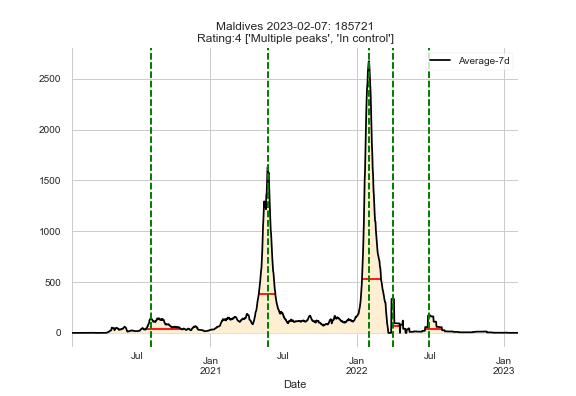 Maldives 2023-02-07: 185721
Rating:4 ['Multiple peaks', 'In control']
Average-7d
2500
2000
1500
1000
500
0
Jul
Jan
2021
Jul
Jan
2022
Jul
Jan
2023
Date